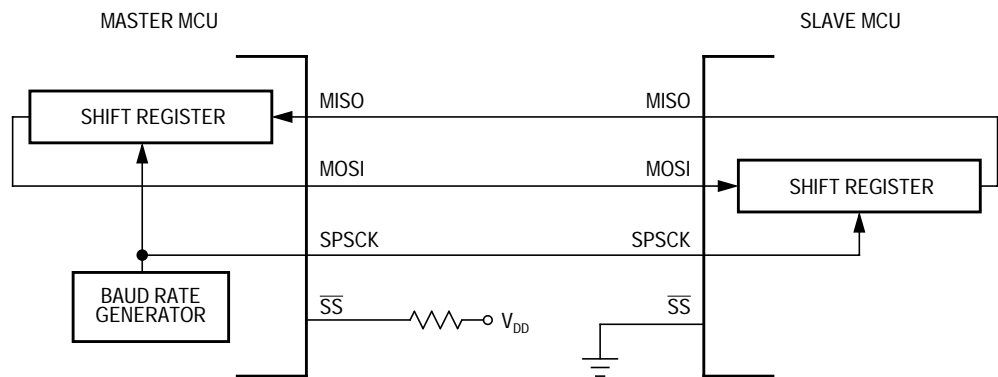 MASTER MCU
SLAVE MCU
SHIFT REGISTER
MISO
MISO
MOSI
MOSI
SHIFT REGISTER
SPSCK
SPSCK
BAUD RATE
GENERATOR
SS
VDD
SS